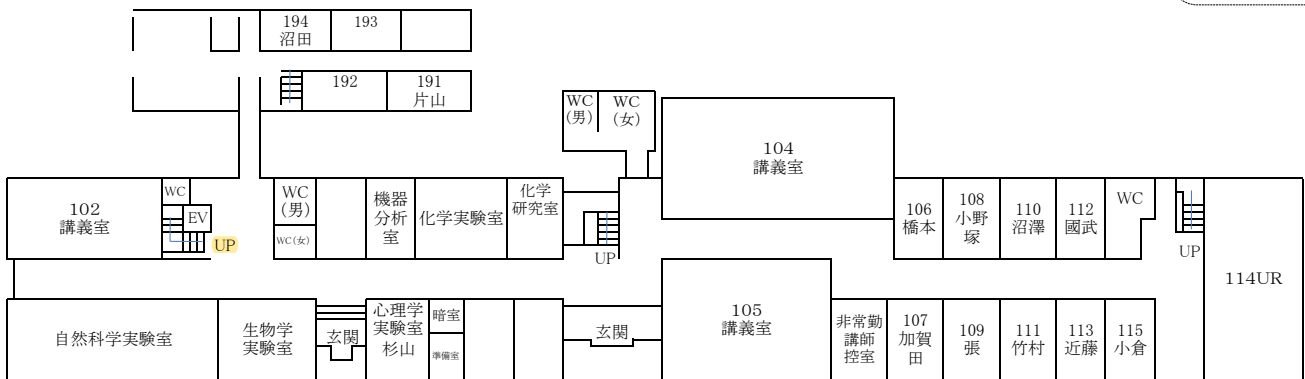 194
沼田
193
192
191
片山
WC
(男)
WC
(女)
104
講義室
102
講義室
WC
EV
UP
WC
(男)
WC(女)
機器
分析
室
化学実験室
化学
研究室
UP
106
橋本
108
小野
塚
110
沼澤
112
國武
WC
UP
114UR
自然科学実験室
生物学
実験室
玄関
心理学
実験室
杉山
暗室
準備室
玄関
105
講義室
非常勤
講師
控室
107
加賀
田
109
張
111
竹村
113
近藤
115
小倉